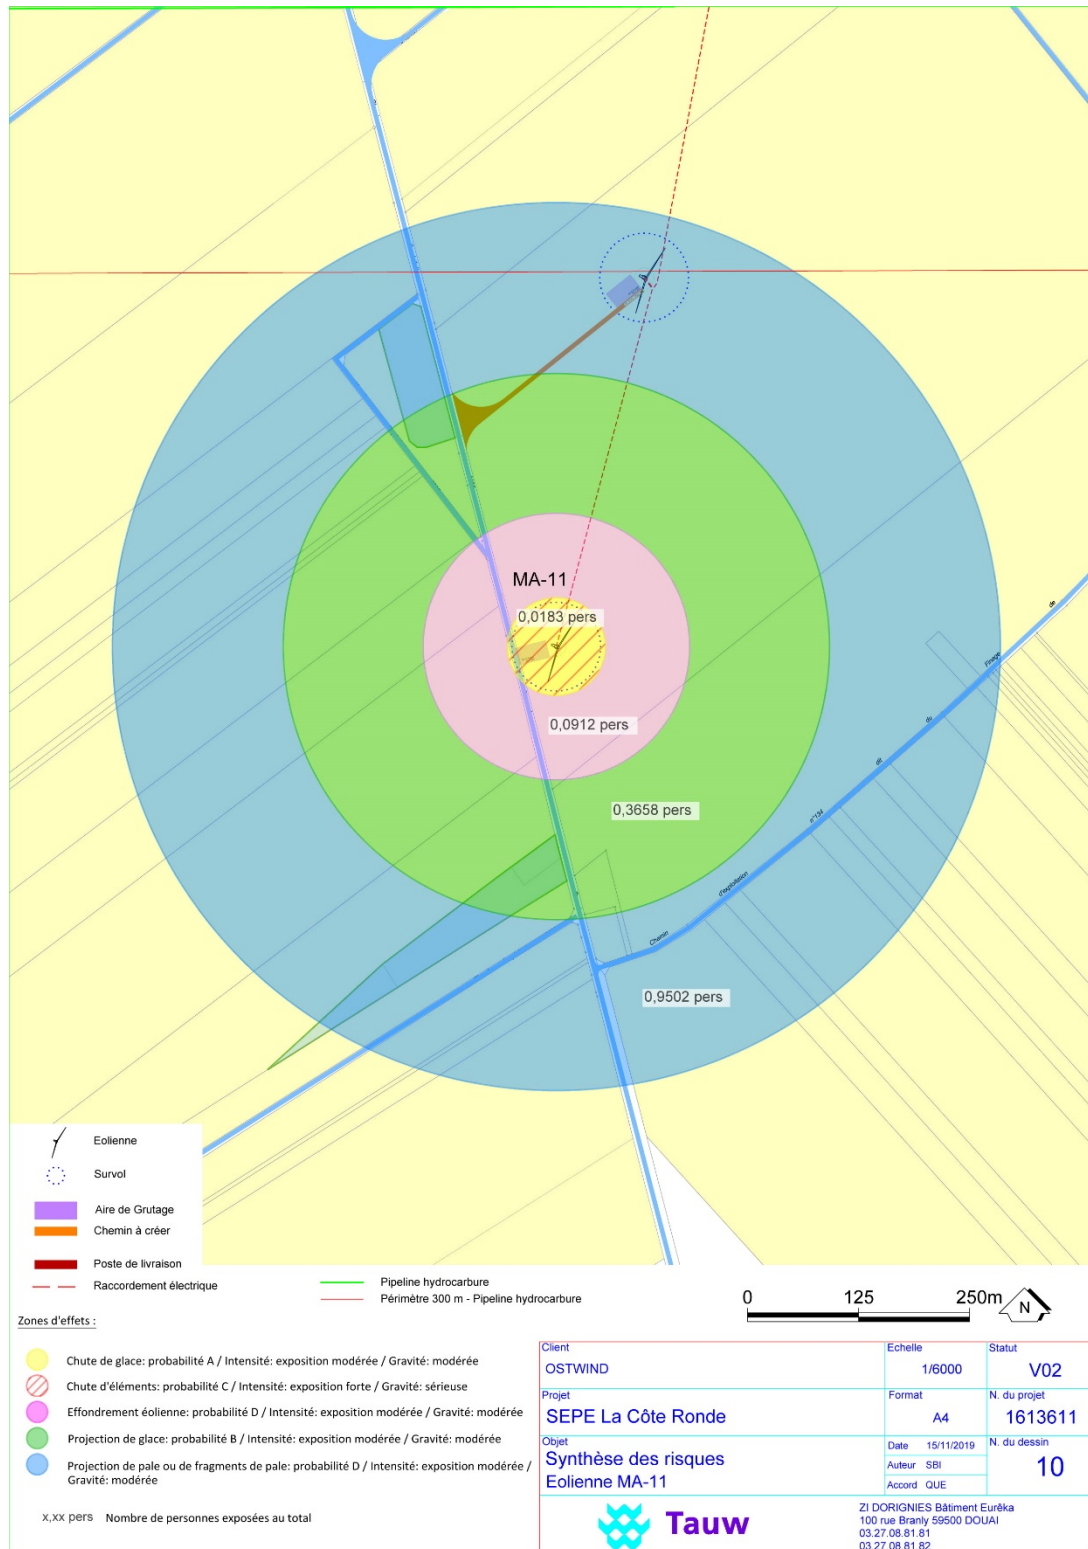 MA-11
0,0183 pers
0,0912 pers
0,3658 pers
0,9502 pers
Chemin d'exploitation n°134 dit du Finage de
Eolienne
Survol
Aire de Grutage
Chemin à créer
Poste de livraison
Raccordement électrique
Pipeline hydrocarbure
Périmètre 300 m - Pipeline hydrocarbure
0 125 250m
N
Zones d'effets :
Chute de glace: probabilité A / Intensité: exposition modérée / Gravité: modérée
Chute d'éléments: probabilité C / Intensité: exposition forte / Gravité: sérieuse
Effondrement éolienne: probabilité D / Intensité: exposition modérée / Gravité: modérée
Projection de glace: probabilité B / Intensité: exposition modérée / Gravité: modérée
Projection de pale ou de fragments de pale: probabilité D / Intensité: exposition modérée /
Gravité: modérée
x,xx pers Nombre de personnes exposées au total
Client
OSTWIND
Echelle
1/6000
Statut
V02
Projet
SEPE La Côte Ronde
Format
A4
N. du projet
1613611
Objet
Synthèse des risques
Eolienne MA-11
Date 15/11/2019
Auteur SBI
Accord QUE
N. du dessin
10
Tauw
ZI DORIGNIES Bâtiment Eurêka
100 rue Branly 59500 DOUAI
03.27.08.81.81
03.27.08.81.82